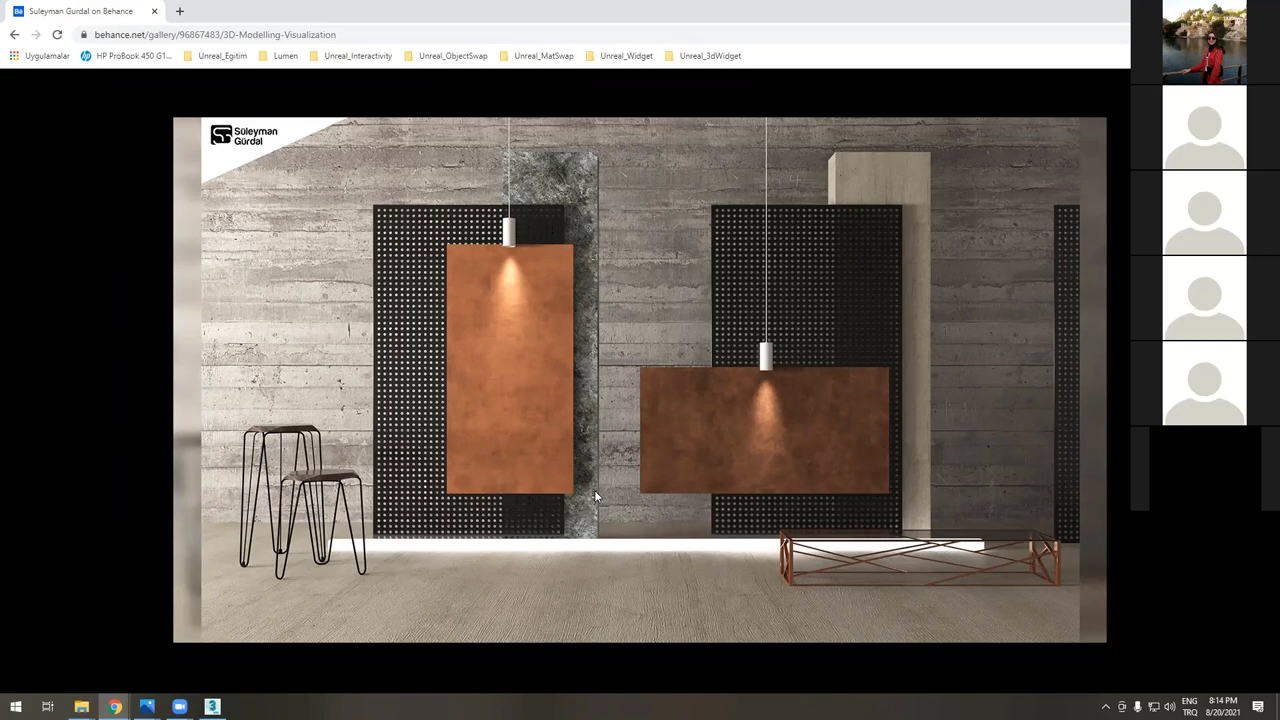 Suleyman Gurdal on Behance
behance.net/gallery/96867483/3D-Modelling-Visualization
Uygulamalar
HP ProBook 450 G1...
Unreal_Egitim
Lumen
Unreal_Interactivity
Unreal_ObjectSwap
Unreal_MatSwap
Unreal_Widget
Unreal_3dWidget
Süleyman
Gürdal
ENG
TRQ
8:14 PM
8/20/2021